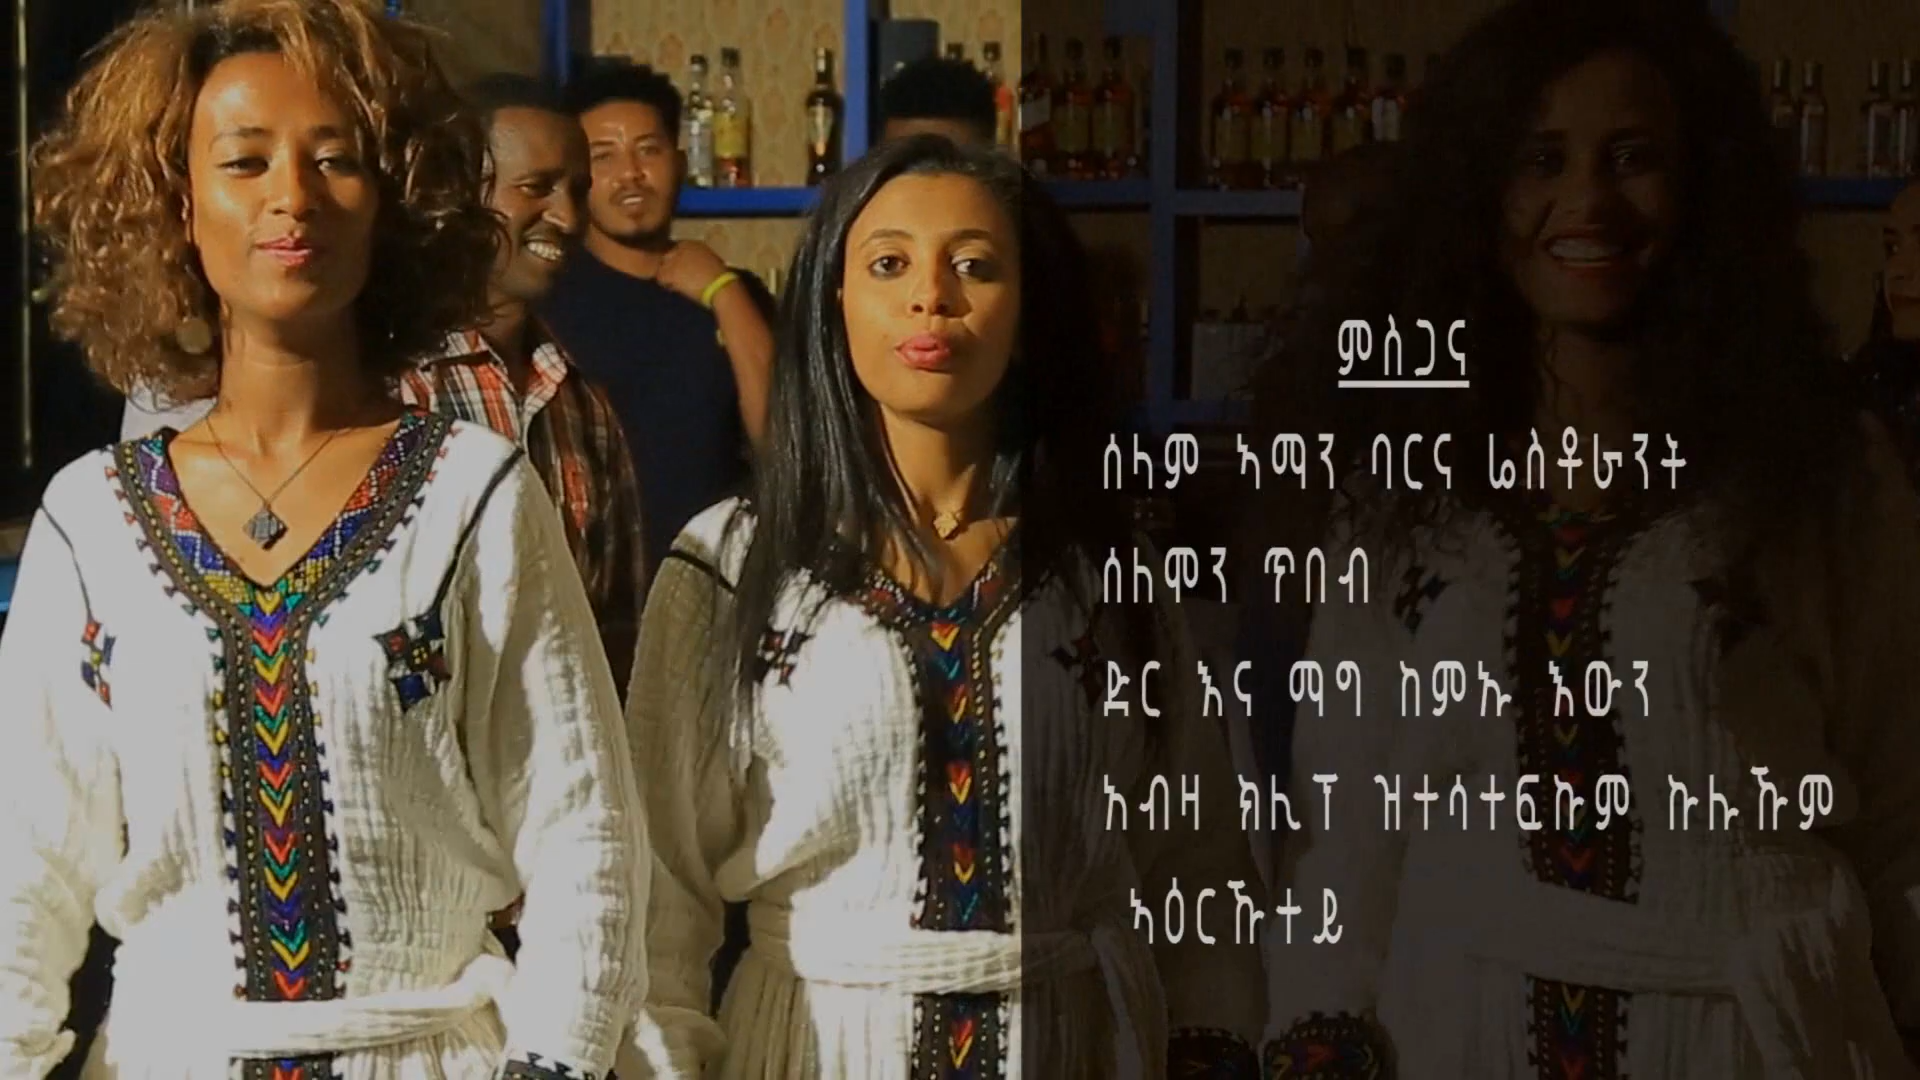 ምስጋና
ሰላም ኣማን ባርና ሬስቶራንት
ሰለሞን ጥበብ
ድር እና ማግ ስምኡ እውን
አብዛ ክሊፕ ዝተሳተፍኩም ኩሉኹም
ኣዕርኹተይ